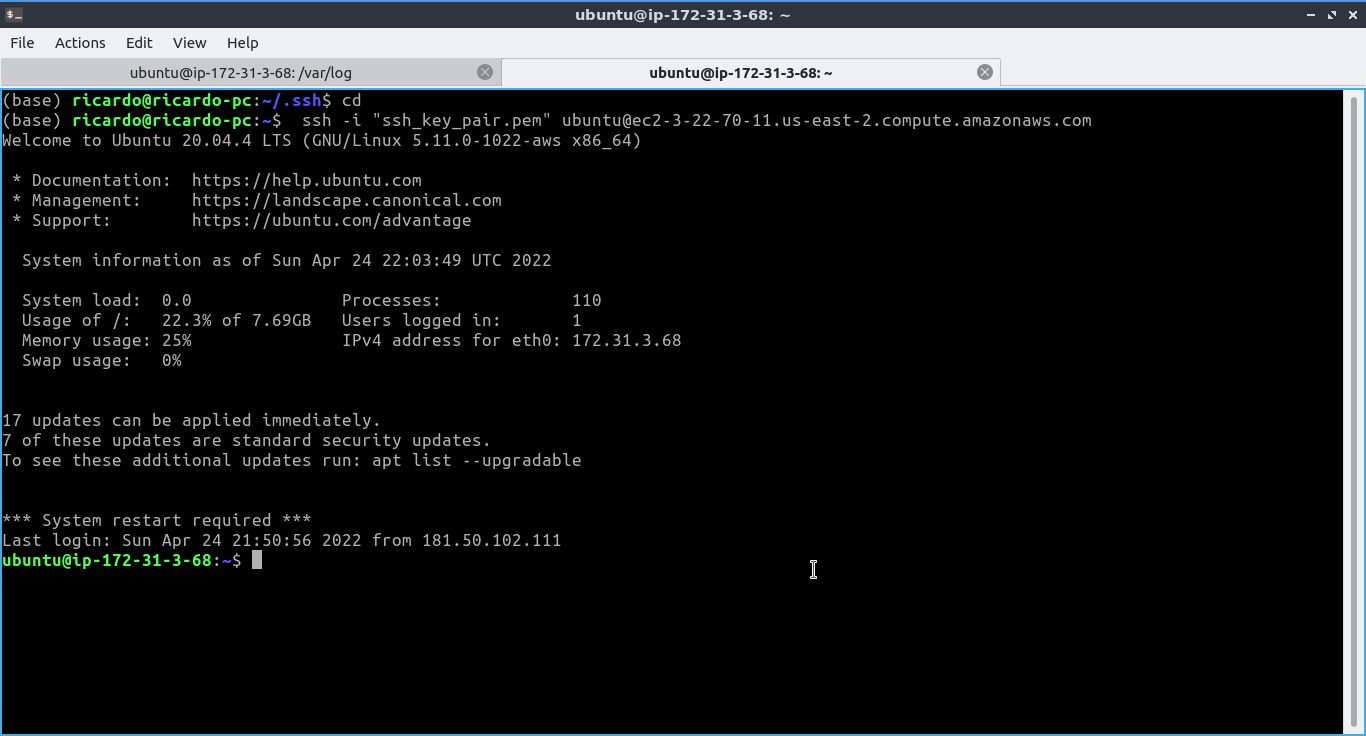 ubuntu@ip-172-31-3-68: ~
File Actions Edit View Help
ubuntu@ip-172-31-3-68: /var/log
ubuntu@ip-172-31-3-68: ~
(base) ricardo@ricardo-pc:~/.ssh$ cd
(base) ricardo@ricardo-pc:~$  ssh -i "ssh_key_pair.pem" ubuntu@ec2-3-22-70-11.us-east-2.compute.amazonaws.com
Welcome to Ubuntu 20.04.4 LTS (GNU/Linux 5.11.0-1022-aws x86_64)
* Documentation:  https://help.ubuntu.com
* Management:     https://landscape.canonical.com
* Support:        https://ubuntu.com/advantage
System information as of Sun Apr 24 22:03:49 UTC 2022
System load:  0.0               Processes:             110
Usage of /:   22.3% of 7.69GB   Users logged in:       1
Memory usage: 25%               IPv4 address for eth0: 172.31.3.68
Swap usage:   0%
17 updates can be applied immediately.
7 of these updates are standard security updates.
To see these additional updates run: apt list --upgradable
*** System restart required ***
Last login: Sun Apr 24 21:50:56 2022 from 181.50.102.111
ubuntu@ip-172-31-3-68:~$